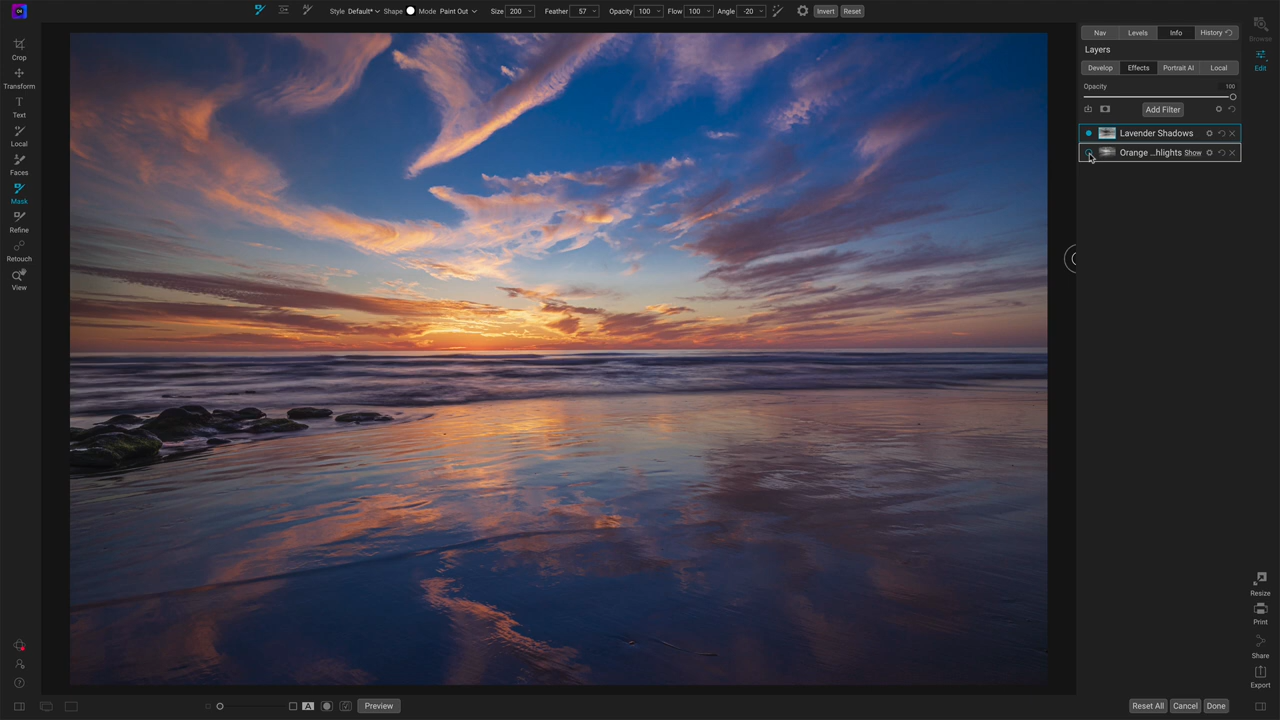 Style Default* Shape Mode Paint Out Size 200 Feather 57 Opacity 100 Flow 100 Angle -20 Invert Reset
Crop
Transform
Text
Local
Faces
Mask
Refine
Retouch
View
Preview
Nav Levels Info History
Layers
Develop Effects Portrait AI Local
Opacity 100
Add Filter
Lavender Shadows
Orange ...hlights Show
Browse
Edit
Resize
Print
Share
Export
Reset All Cancel Done